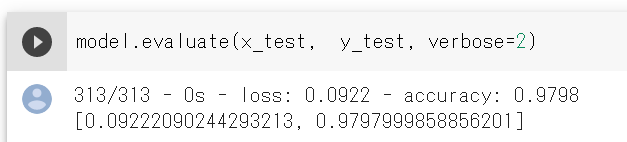 model.evaluate(x_test,  y_test, verbose=2)
313/313 - 0s - loss: 0.0922 - accuracy: 0.9798
[0.09222090244293213, 0.9797999858856201]